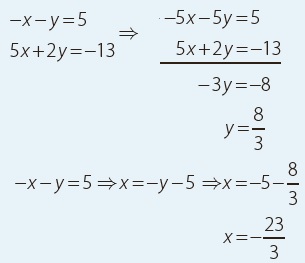 -x-y=5 ⇒ -5x-5y=5
5x+2y=-13 5x+2y=-13
-3y=-8
y=8/3
-x-y=5⇒x=-y-5 ⇒x=-5-8/3
x=-23/3